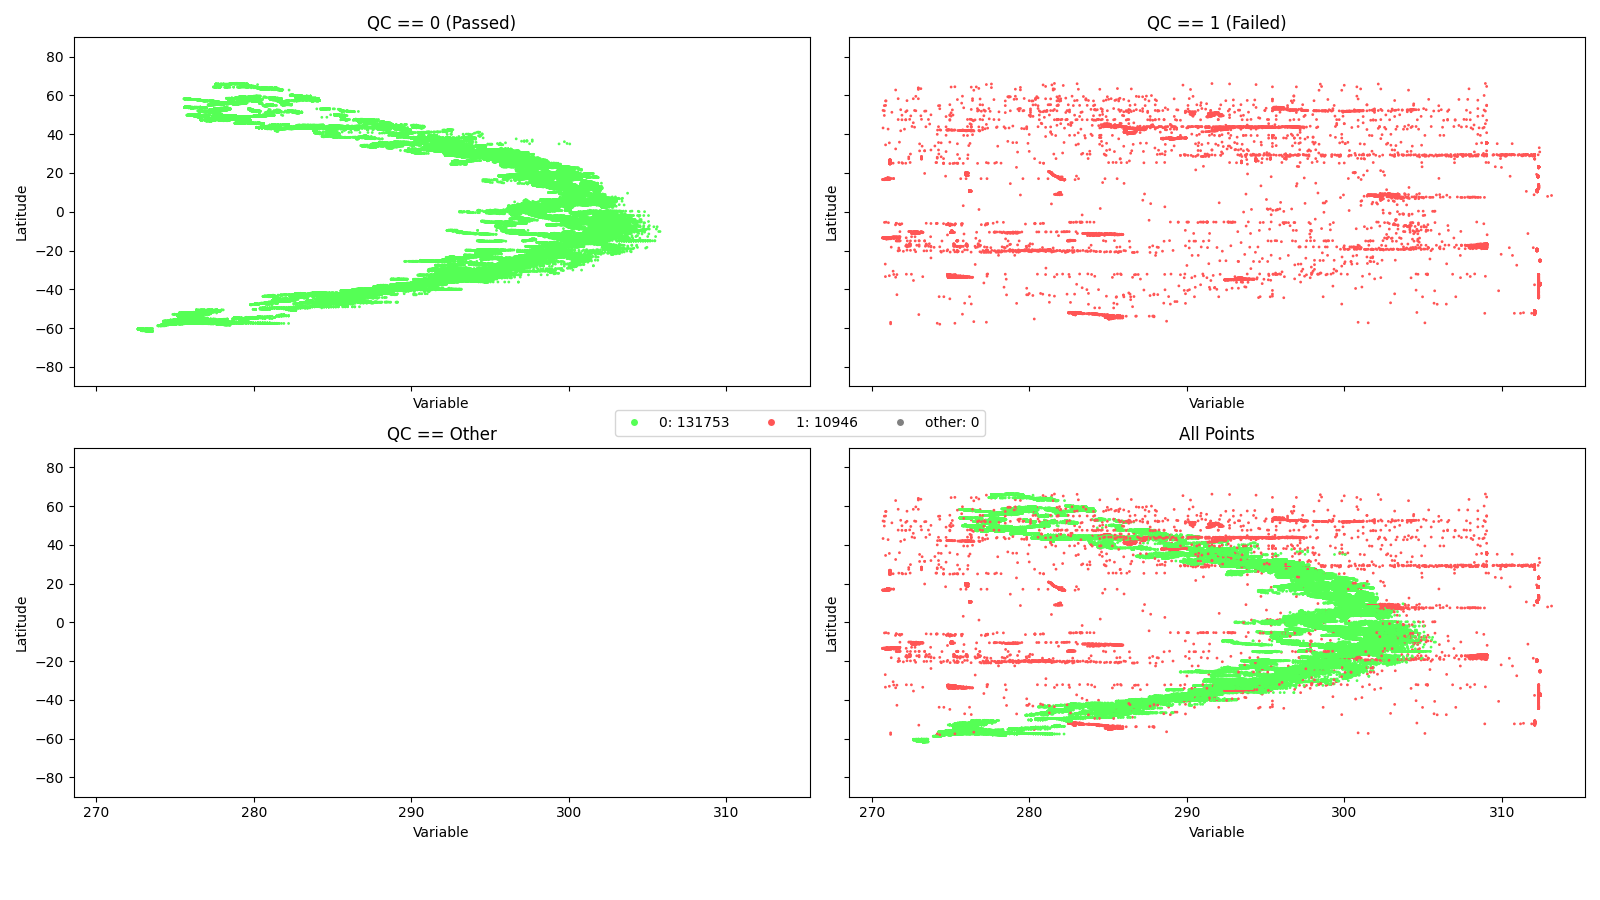 QC == 0 (Passed)
80
60
40
20
0
−20
−40
−60
−80
Latitude
Variable
QC == 1 (Failed)
Latitude
Variable
0: 131753 1: 10946 other: 0
QC == Other
80
60
40
20
0
−20
−40
−60
−80
Latitude
270 280 290 300 310
Variable
All Points
Latitude
270 280 290 300 310
Variable